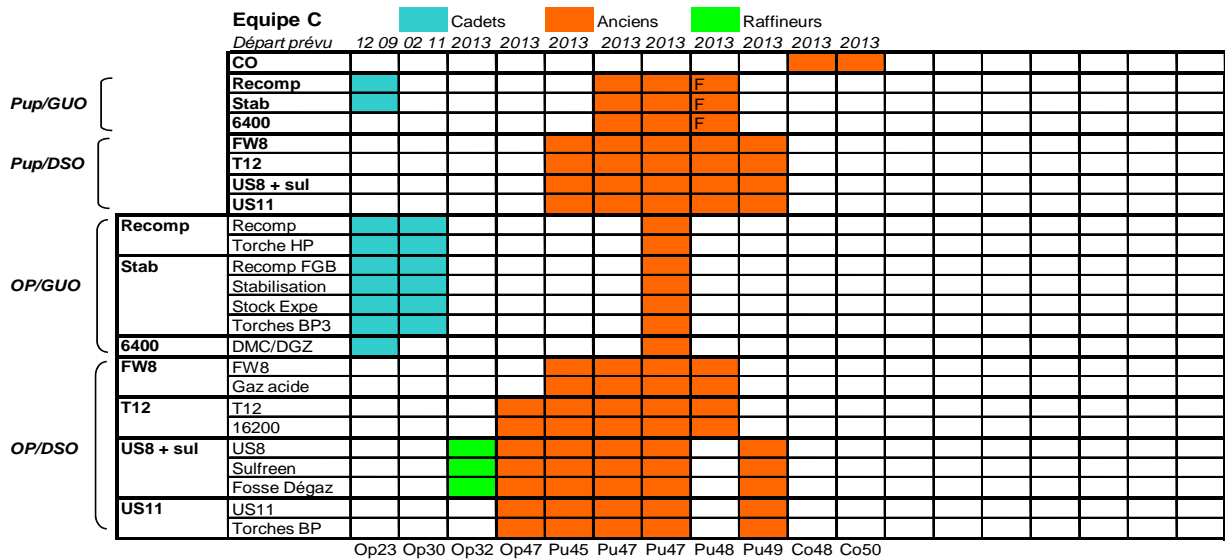 Equipe C Cadets Anciens Raffineurs
Départ prévu 12 09 02 11 2013 2013 2013 2013 2013 2013 2013 2013 2013
CO
Pup/GUO Recomp F
Stab F
6400 F
Pup/DSO FW8
T12
US8 + sul
US11
OP/GUO Recomp Recomp
Torche HP
Stab Recomp FGB
Stabilisation
Stock Expe
Torches BP3
6400 DMC/DGZ
OP/DSO FW8 FW8
Gaz acide
T12 T12
16200
US8 + sul US8
Sulfreen
Fosse Dégaz
US11 US11
Torches BP
Op23 Op30 Op32 Op47 Pu45 Pu47 Pu47 Pu48 Pu49 Co48 Co50